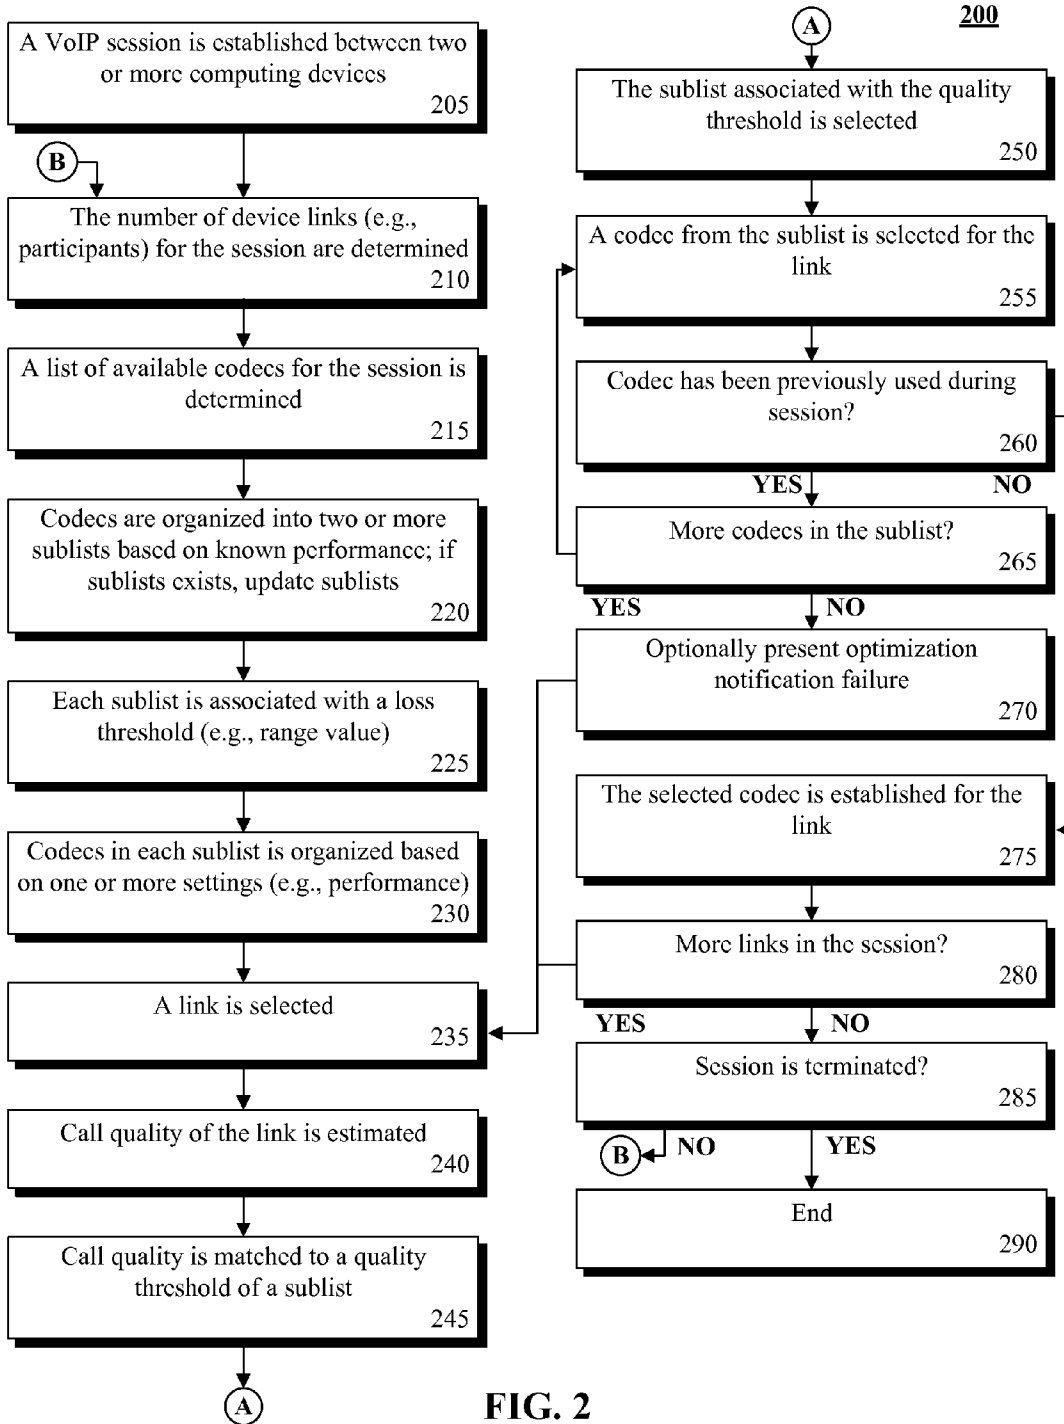 A VoIP session is established between two
or more computing devices
205
B
The number of device links (e.g.,
participants) for the session are determined
210
A list of available codecs for the session is
determined
215
Codecs are organized into two or more
sublists based on known performance; if
sublists exists, update sublists
220
Each sublist is associated with a loss
threshold (e.g., range value)
225
Codecs in each sublist is organized based
on one or more settings (e.g., performance)
230
A link is selected
235
Call quality of the link is estimated
240
Call quality is matched to a quality
threshold of a sublist
245
A
200
A
The sublist associated with the quality
threshold is selected
250
A codec from the sublist is selected for the
link
255
Codec has been previously used during
session?
260
YES NO
More codecs in the sublist?
265
YES NO
Optionally present optimization
notification failure
270
The selected codec is established for the
link
275
More links in the session?
280
YES NO
Session is terminated?
285
B NO YES
End
290
FIG. 2